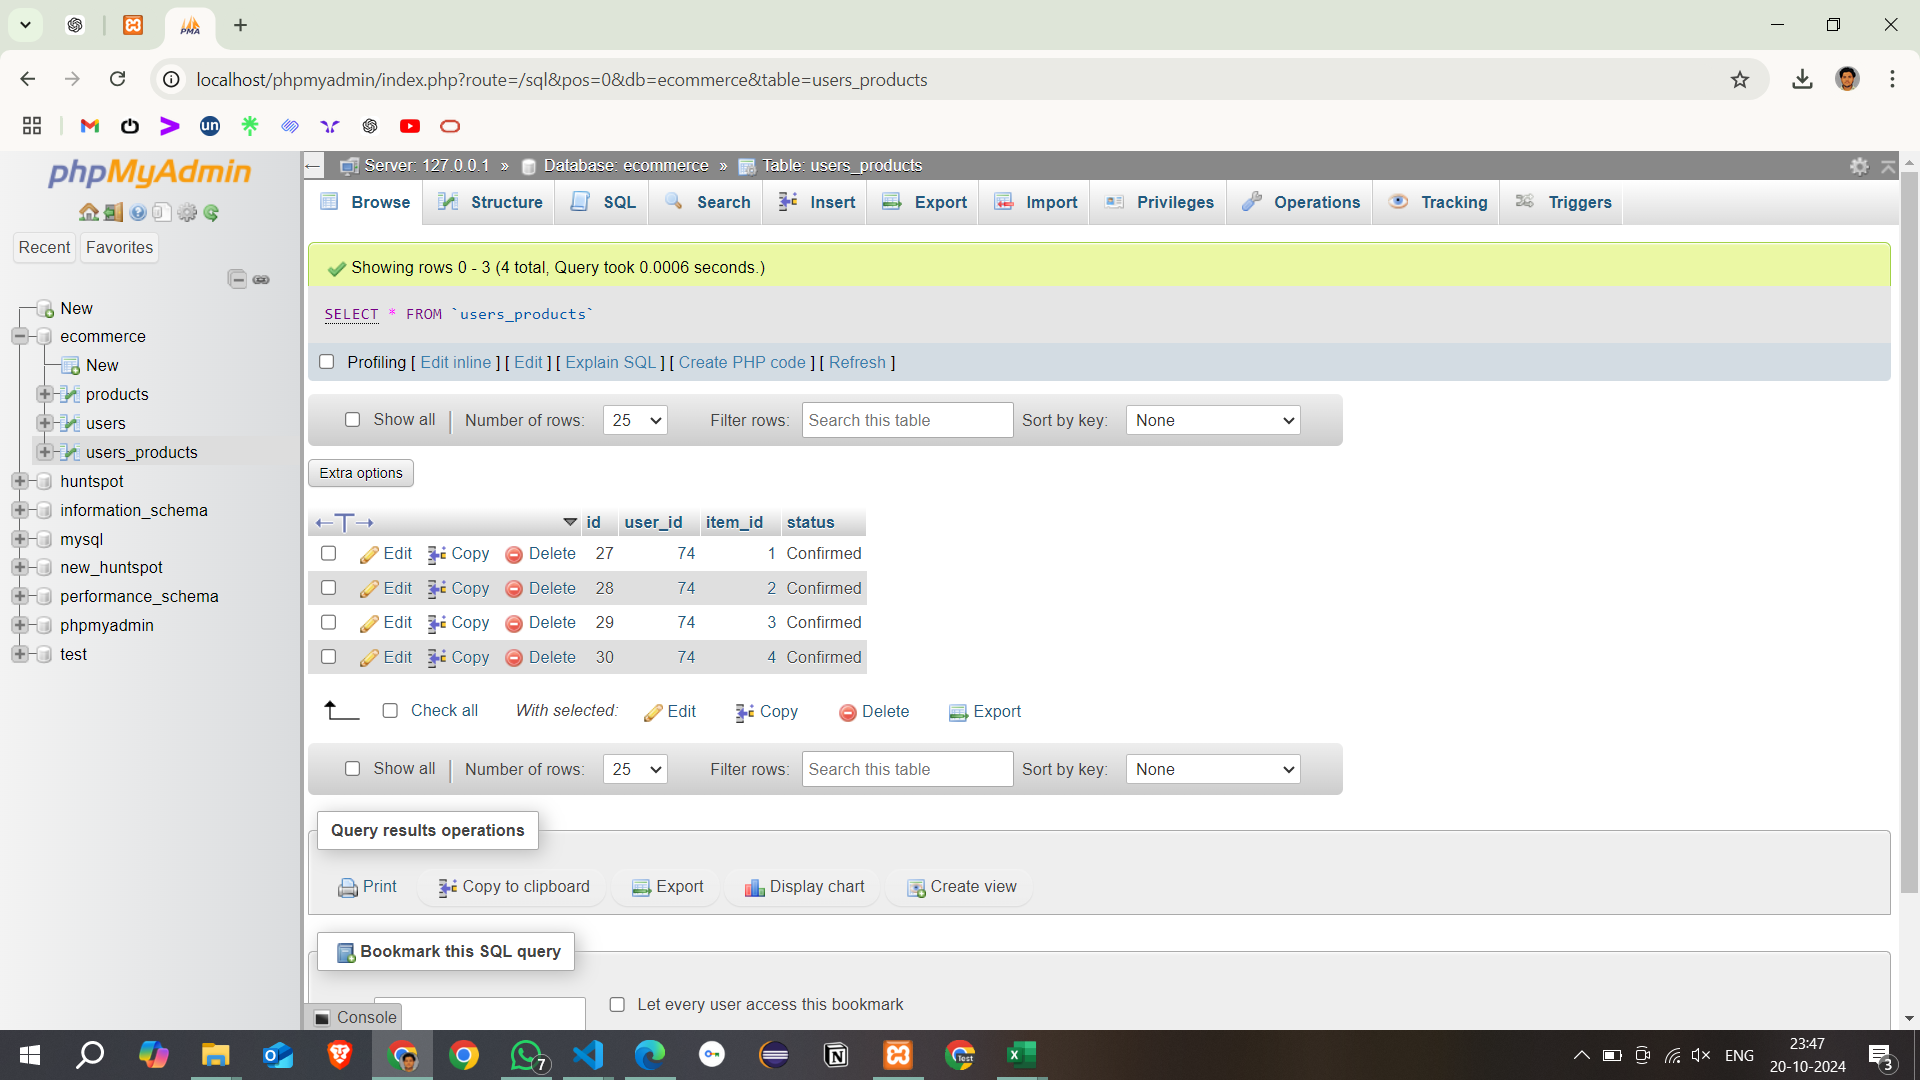 PMA
localhost/phpmyadmin/index.php?route=/sql&pos=0&db=ecommerce&table=users_products
un
phpMyAdmin
Recent Favorites
New
ecommerce
New
products
users
users_products
huntspot
information_schema
mysql
new_huntspot
performance_schema
phpmyadmin
test
Server: 127.0.0.1 » Database: ecommerce » Table: users_products
Browse Structure SQL Search Insert Export Import Privileges Operations Tracking Triggers
Showing rows 0 - 3 (4 total, Query took 0.0006 seconds.)
SELECT * FROM `users_products`
Profiling [ Edit inline ] [ Edit ] [ Explain SQL ] [ Create PHP code ] [ Refresh ]
Show all Number of rows: 25 Filter rows: Search this table Sort by key: None
Extra options
←T→ id user_id item_id status
Edit Copy Delete 27 74 1 Confirmed
Edit Copy Delete 28 74 2 Confirmed
Edit Copy Delete 29 74 3 Confirmed
Edit Copy Delete 30 74 4 Confirmed
Check all With selected: Edit Copy Delete Export
Show all Number of rows: 25 Filter rows: Search this table Sort by key: None
Query results operations
Print Copy to clipboard Export Display chart Create view
Bookmark this SQL query
Let every user access this bookmark
Console
7
Test
ENG
23:47
20-10-2024
3